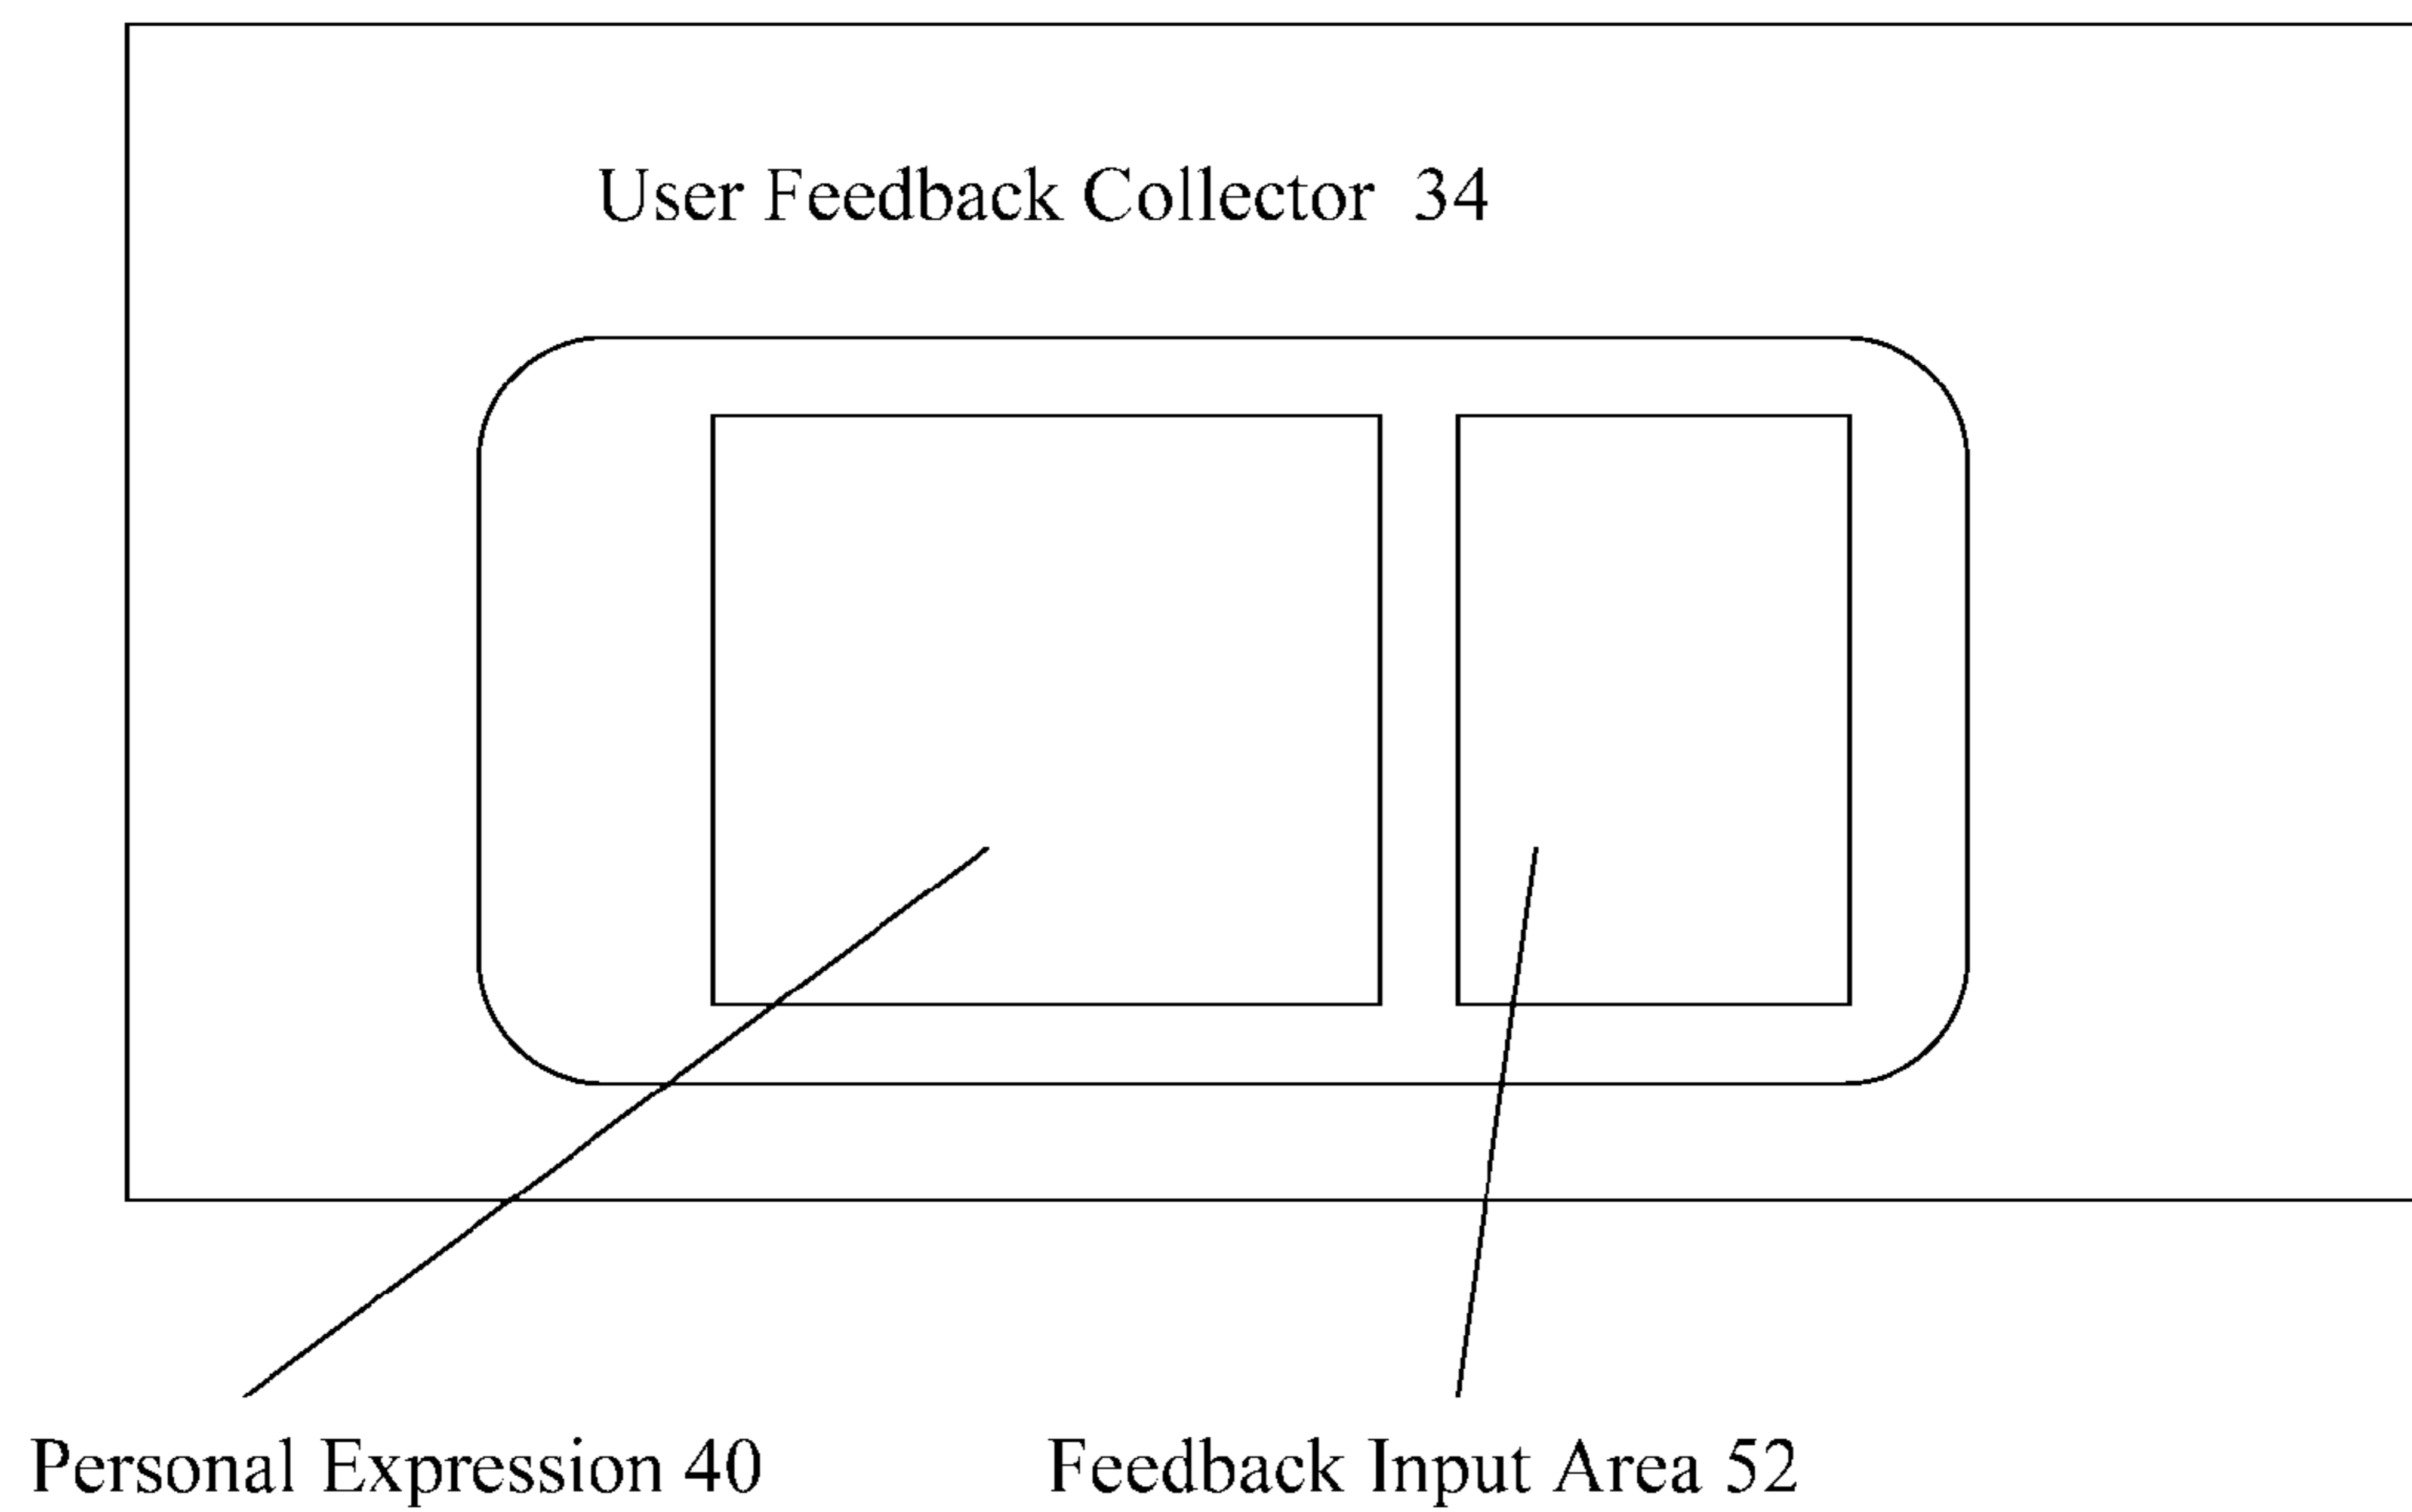 User Feedback Collector 34
Personal Expression 40
Feedback Input Area 52